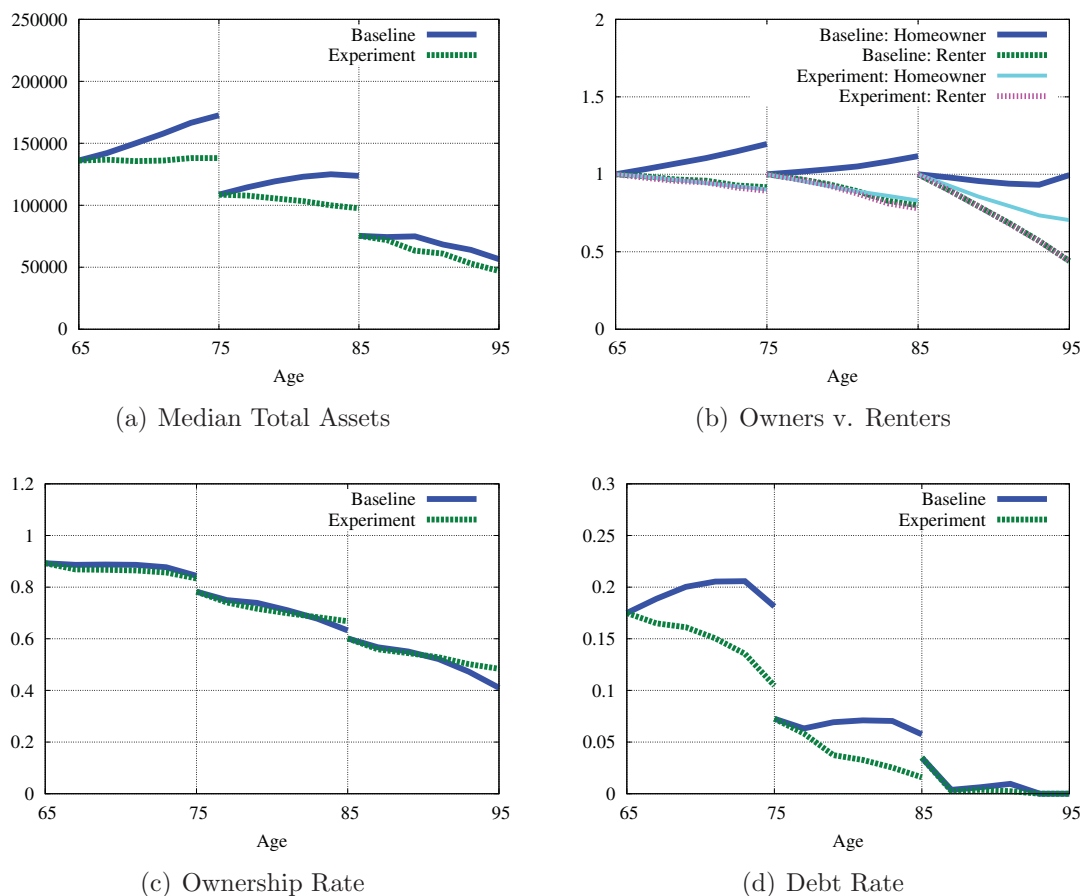 250000
200000
150000
100000
50000
0
65
75
85
95
Age
Baseline
Experiment
(a) Median Total Assets
2
1.5
1
0.5
0
65
75
85
95
Age
Baseline: Homeowner
Baseline: Renter
Experiment: Homeowner
Experiment: Renter
(b) Owners v. Renters
1.2
1
0.8
0.6
0.4
0.2
0
65
75
85
95
Age
Baseline
Experiment
(c) Ownership Rate
0.3
0.25
0.2
0.15
0.1
0.05
0
65
75
85
95
Age
Baseline
Experiment
(d) Debt Rate